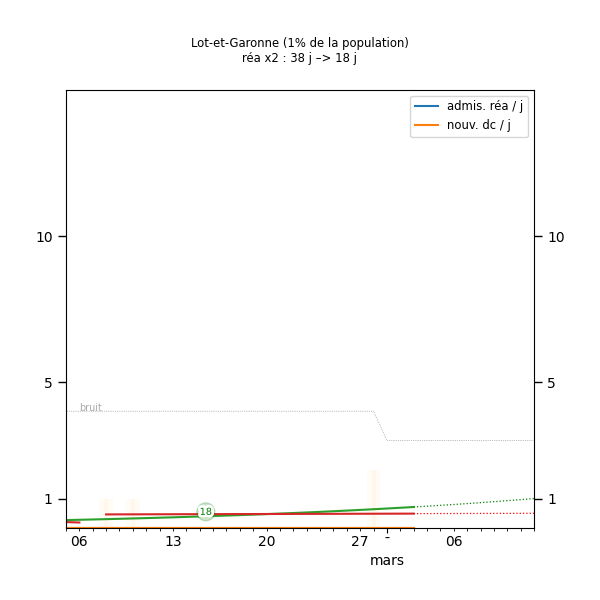 Lot-et-Garonne (1% de la population)
réa x2 : 38 j –> 18 j
admis. réa / j
nouv. dc / j
10
10
5
5
bruit
1
1
18
06
13
20
27
-
06
mars